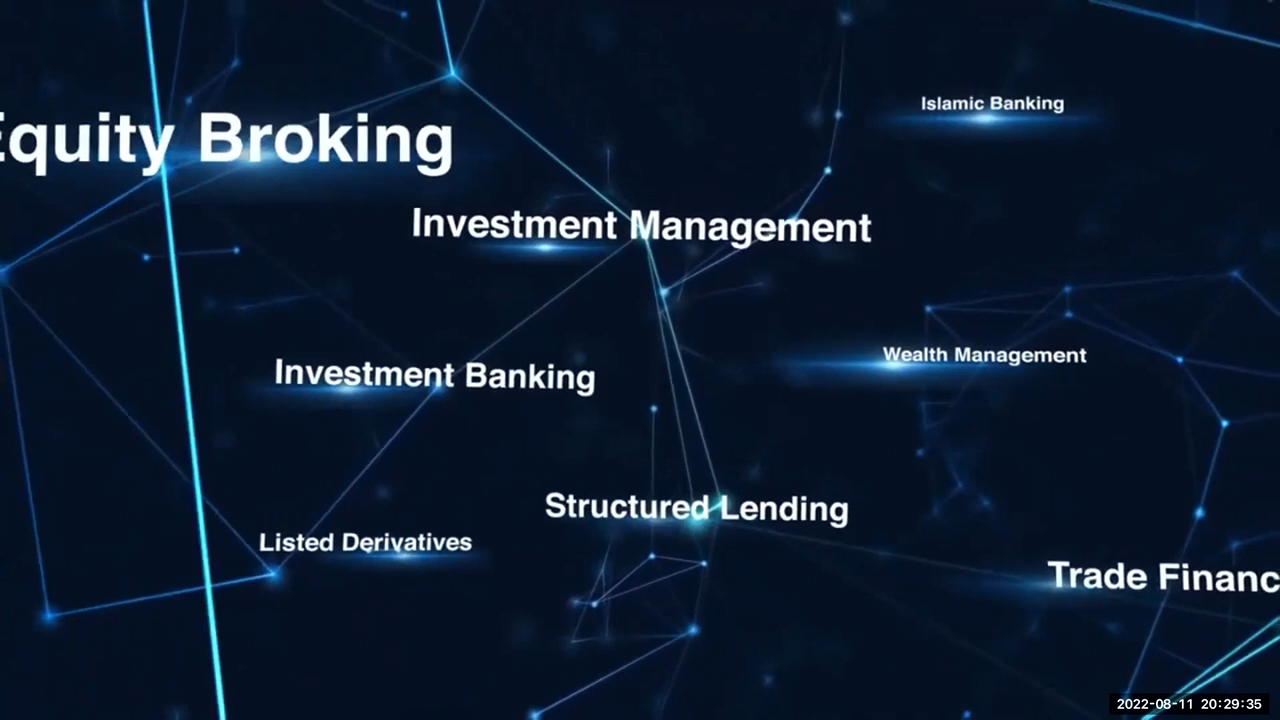 Islamic Banking
Equity Broking
Investment Management
Wealth Management
Investment Banking
Structured Lending
Listed Derivatives
Trade Financ
2022-08-11 20:29:35